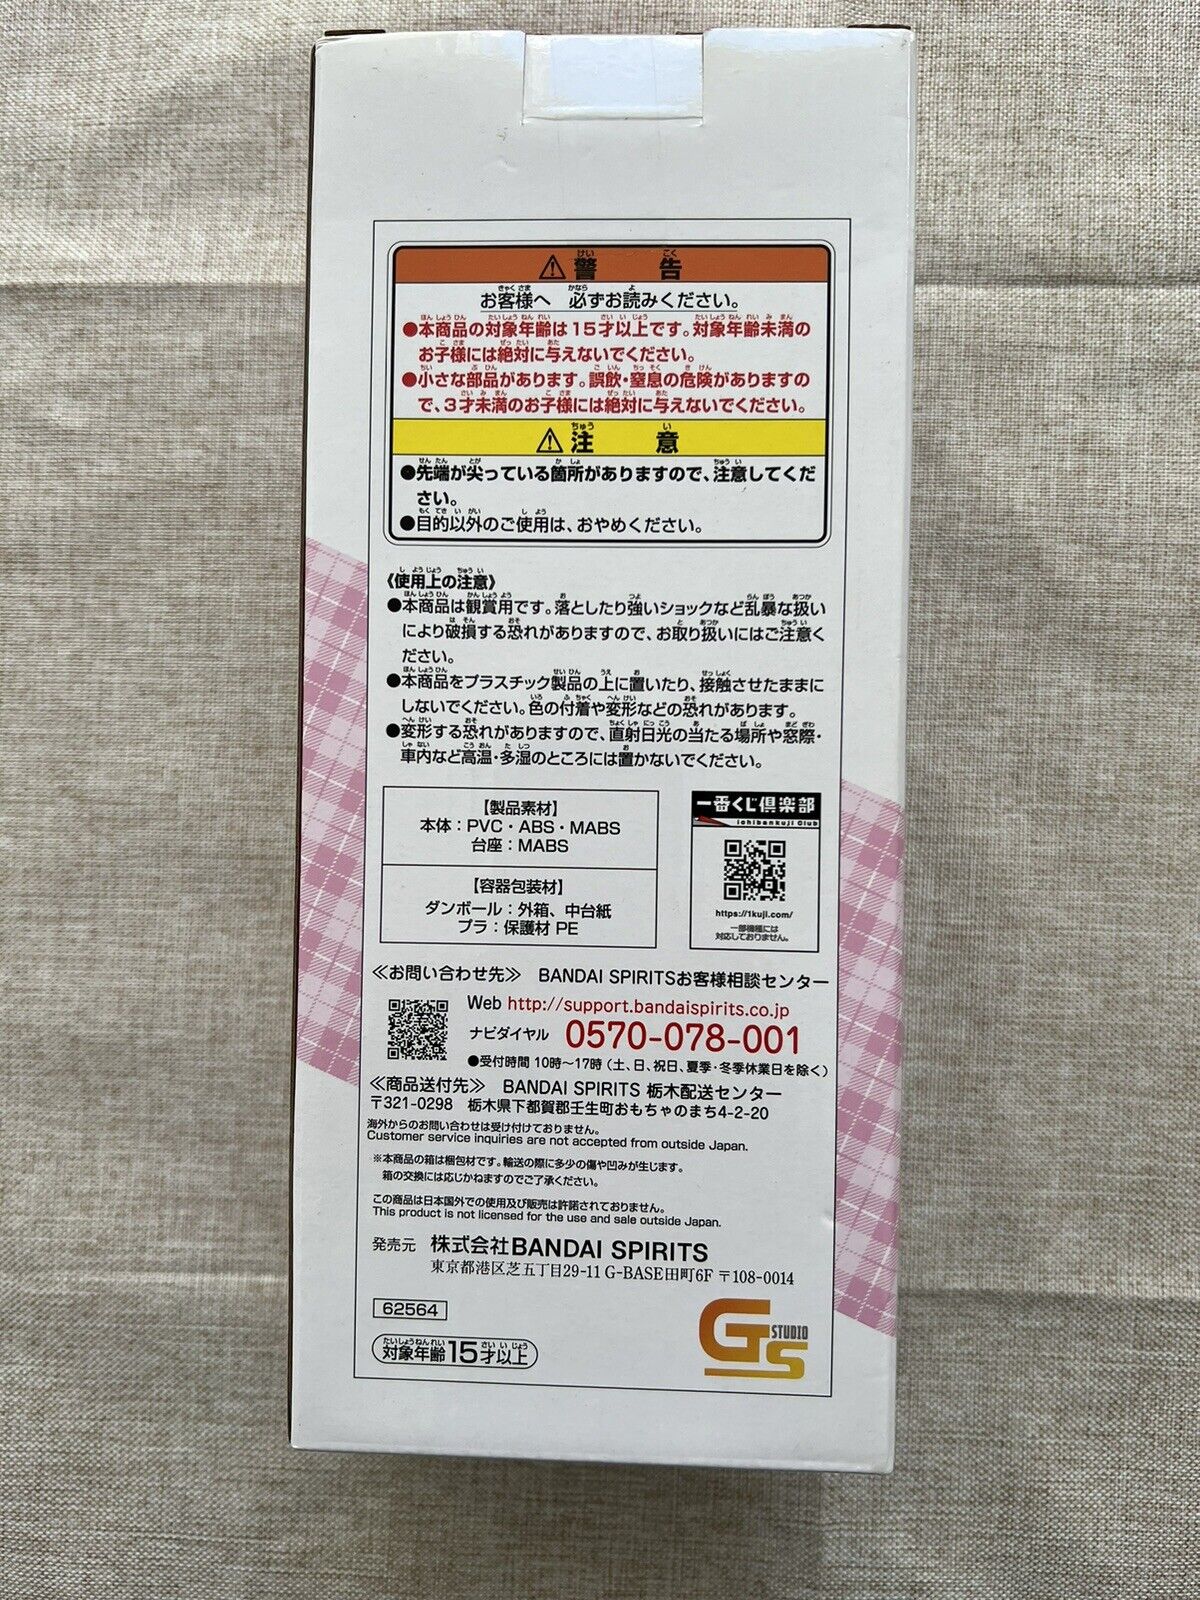 ⚠警告
お客様へ 必ずお読みください。
●本商品の対象年齢は15才以上です。対象年齢未満の
お子様には絶対に与えないでください。
●小さな部品があります。誤飲・窒息の危険がありますの
で、3才未満のお子様には絶対に与えないでください。
⚠注意
●先端が尖っている箇所がありますので、注意してくだ
さい。
●目的以外のご使用は、おやめください。
《使用上の注意》
●本商品は観賞用です。落としたり強いショックなど乱暴な扱い
により破損する恐れがありますので、お取り扱いにはご注意く
ださい。
●本商品をプラスチック製品の上に置いたり、接触させたままに
しないでください。色の付着や変形などの恐れがあります。
●変形する恐れがありますので、直射日光の当たる場所や窓際・
車内など高温・多湿のところには置かないでください。
【製品素材】
本体：PVC・ABS・MABS
台座：MABS
【容器包装材】
ダンボール：外箱、中台紙
プラ：保護材 PE
一番くじ倶楽部
ichibankuji Club
https://1kuji.com/
一部機種には
対応しておりません。
≪お問い合わせ先≫ BANDAI SPIRITSお客様相談センター
Web http://support.bandaispirits.co.jp
ナビダイヤル 0570-078-001
●受付時間 10時～17時（土、日、祝日、夏季・冬季休業日を除く）
≪商品送付先≫ BANDAI SPIRITS 栃木配送センター
〒321-0298 栃木県下都賀郡壬生町おもちゃのまち4-2-20
海外からのお問い合わせは受け付けておりません。
Customer service inquiries are not accepted from outside Japan.
※本商品の箱は梱包材です。輸送の際に多少の傷や凹みが生じます。
箱の交換には応じかねますのでご了承ください。
この商品は日本国外での使用及び販売は許諾されておりません。
This product is not licensed for the use and sale outside Japan.
発売元 株式会社BANDAI SPIRITS
東京都港区芝五丁目29-11 G-BASE田町6F 〒108-0014
62564
対象年齢15才以上
GS STUDIO